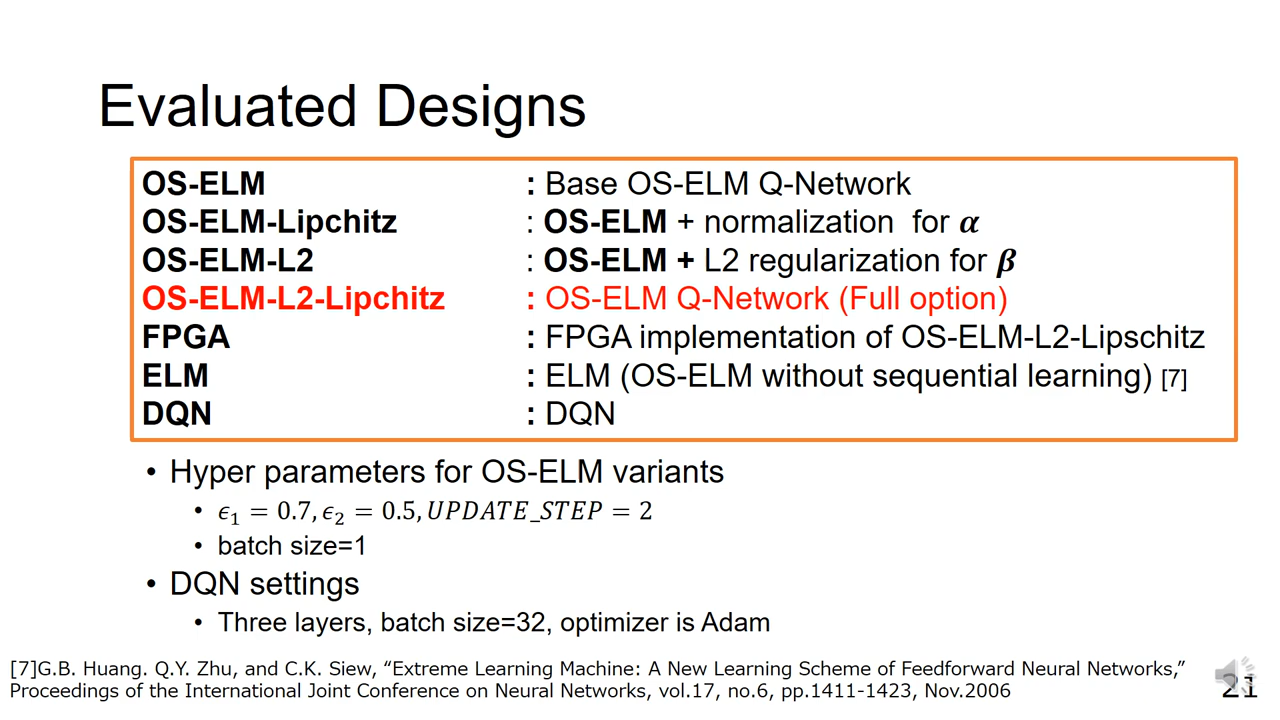 Evaluated Designs
OS-ELM : Base OS-ELM Q-Network
OS-ELM-Lipchitz : OS-ELM + normalization for α
OS-ELM-L2 : OS-ELM + L2 regularization for β
OS-ELM-L2-Lipchitz : OS-ELM Q-Network (Full option)
FPGA : FPGA implementation of OS-ELM-L2-Lipschitz
ELM : ELM (OS-ELM without sequential learning) [7]
DQN : DQN
• Hyper parameters for OS-ELM variants
• ϵ₁ = 0.7, ϵ₂ = 0.5, UPDATE_STEP = 2
• batch size=1
• DQN settings
• Three layers, batch size=32, optimizer is Adam
[7]G.B. Huang. Q.Y. Zhu, and C.K. Siew, “Extreme Learning Machine: A New Learning Scheme of Feedforward Neural Networks,”
Proceedings of the International Joint Conference on Neural Networks, vol.17, no.6, pp.1411-1423, Nov.2006
21